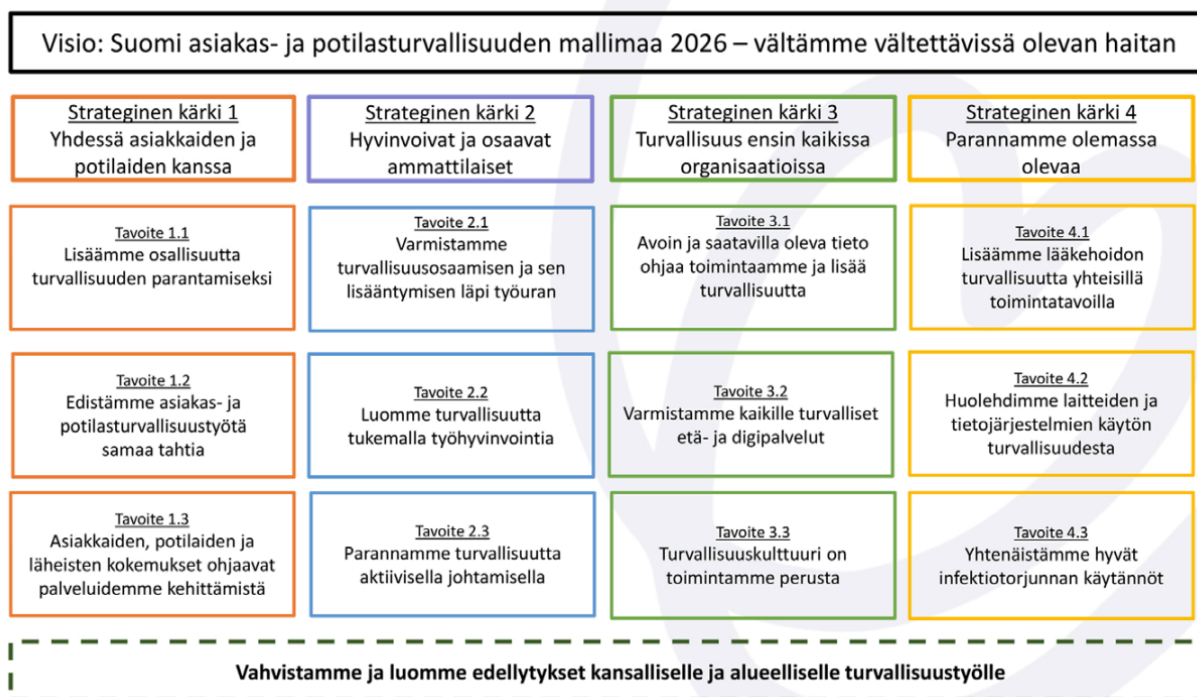 Visio: Suomi asiakas- ja potilasturvallisuuden mallimaa 2026 – vältämme vältettävissä olevan haitan
Strateginen kärki 1
Yhdessä asiakkaiden ja
potilaiden kanssa
Strateginen kärki 2
Hyvinvoivat ja osaavat
ammattilaiset
Strateginen kärki 3
Turvallisuus ensin kaikissa
organisaatioissa
Strateginen kärki 4
Parannamme olemassa
olevaa
Tavoite 1.1
Lisäämme osallisuutta
turvallisuuden parantamiseksi
Tavoite 2.1
Varmistamme
turvallisuusosaamisen ja sen
lisääntymisen läpi työuran
Tavoite 3.1
Avoin ja saatavilla oleva tieto
ohjaa toimintaamme ja lisää
turvallisuutta
Tavoite 4.1
Lisäämme lääkehoidon
turvallisuutta yhteisillä
toimintatavoilla
Tavoite 1.2
Edistämme asiakas- ja
potilasturvallisuustyötä
samaa tahtia
Tavoite 2.2
Luomme turvallisuutta
tukemalla työhyvinvointia
Tavoite 3.2
Varmistamme kaikille turvalliset
etä- ja digipalvelut
Tavoite 4.2
Huolehdimme laitteiden ja
tietojärjestelmien käytön
turvallisuudesta
Tavoite 1.3
Asiakkaiden, potilaiden ja
läheisten kokemukset ohjaavat
palveluidemme kehittämistä
Tavoite 2.3
Parannamme turvallisuutta
aktiivisella johtamisella
Tavoite 3.3
Turvallisuuskulttuuri on
toimintamme perusta
Tavoite 4.3
Yhtenäistämme hyvät
infektiotorjunnan käytännöt
Vahvistamme ja luomme edellytykset kansalliselle ja alueelliselle turvallisuustyölle